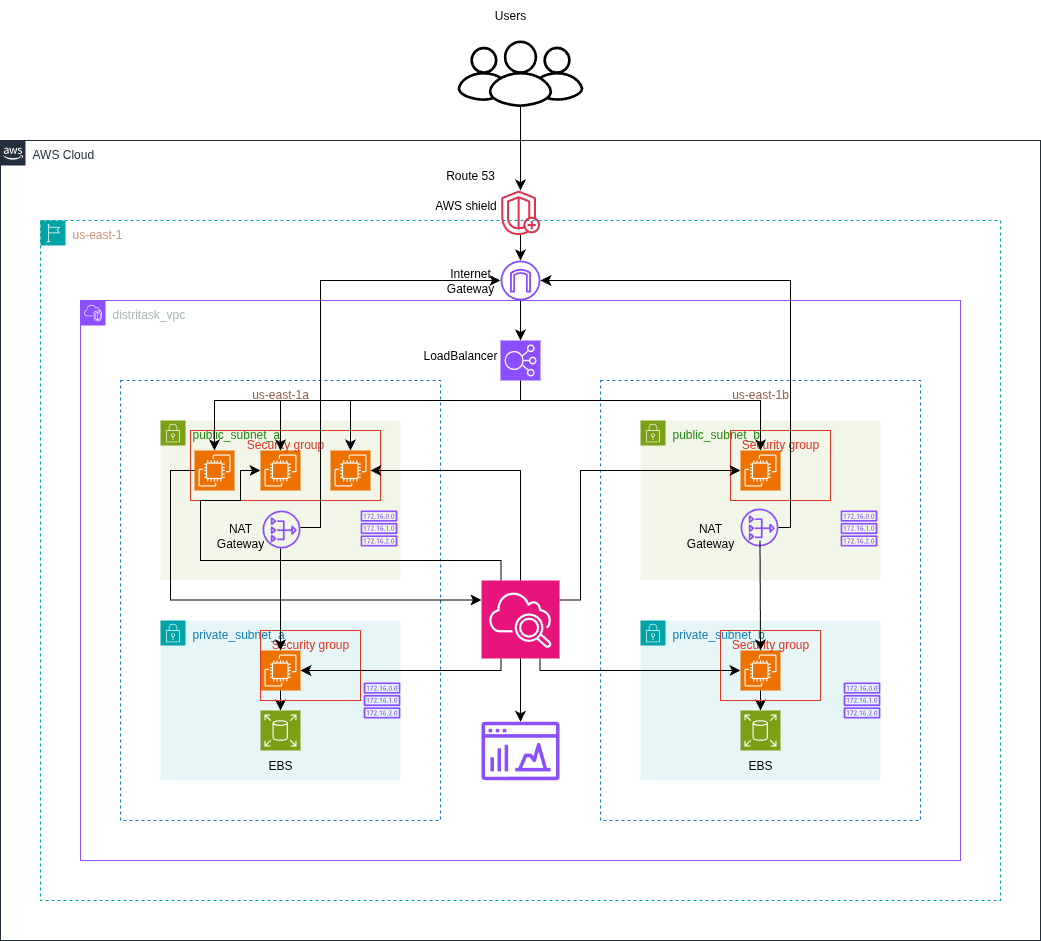 Users
aws
AWS Cloud
Route 53
AWS shield
us-east-1
Internet
Gateway
distritask_vpc
LoadBalancer
us-east-1a
us-east-1b
public_subnet_a
Security group
public_subnet_b
Security group
NAT
Gateway
172.16.0.0
172.16.1.0
172.16.2.0
NAT
Gateway
172.16.0.0
172.16.1.0
172.16.2.0
private_subnet_a
Security group
private_subnet_b
Security group
172.16.0.0
172.16.1.0
172.16.2.0
172.16.0.0
172.16.1.0
172.16.2.0
EBS
EBS